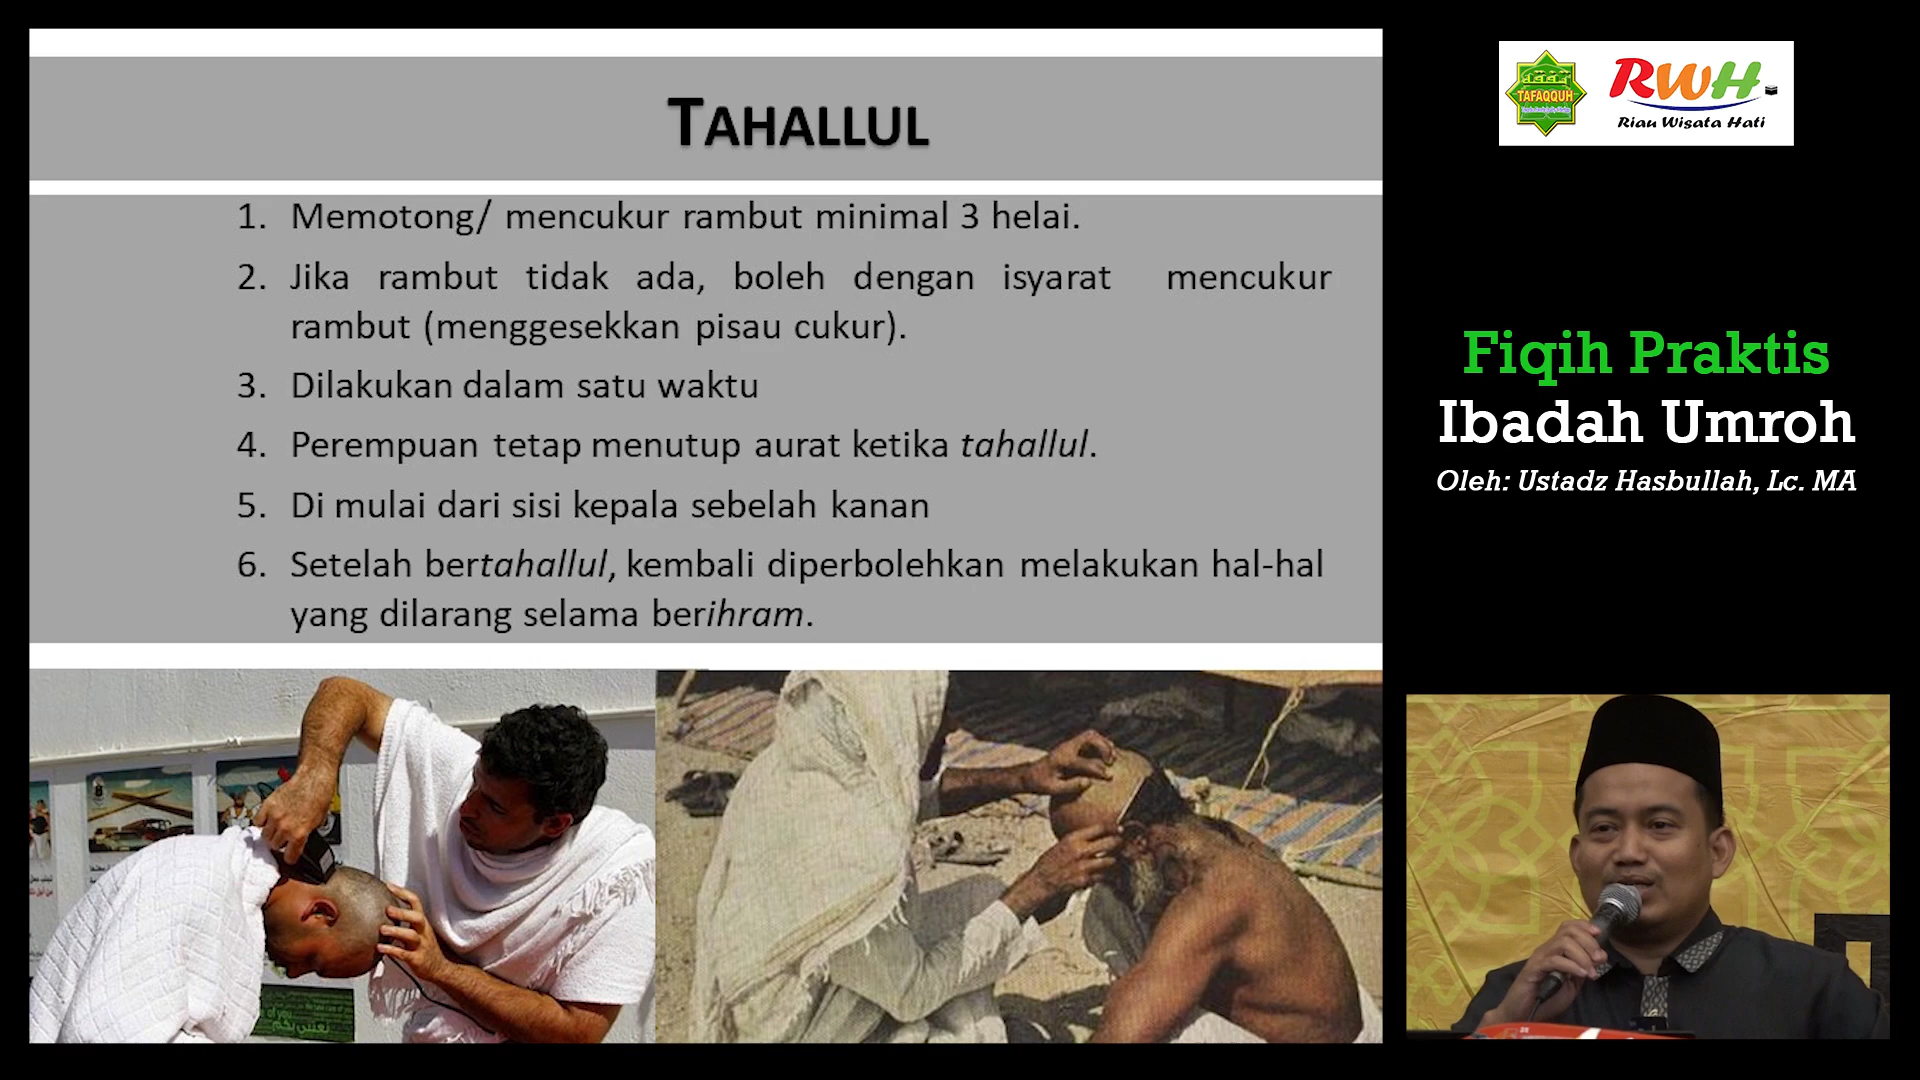 TAHALLUL
1. Memotong/ mencukur rambut minimal 3 helai.
2. Jika rambut tidak ada, boleh dengan isyarat mencukur
rambut (menggesekkan pisau cukur).
3. Dilakukan dalam satu waktu
4. Perempuan tetap menutup aurat ketika tahallul.
5. Di mulai dari sisi kepala sebelah kanan
6. Setelah bertahallul, kembali diperbolehkan melakukan hal-hal
yang dilarang selama berihram.
TAFAQQUH
RWH
Riau Wisata Hati
Fiqih Praktis
Ibadah Umroh
Oleh: Ustadz Hasbullah, Lc. MA